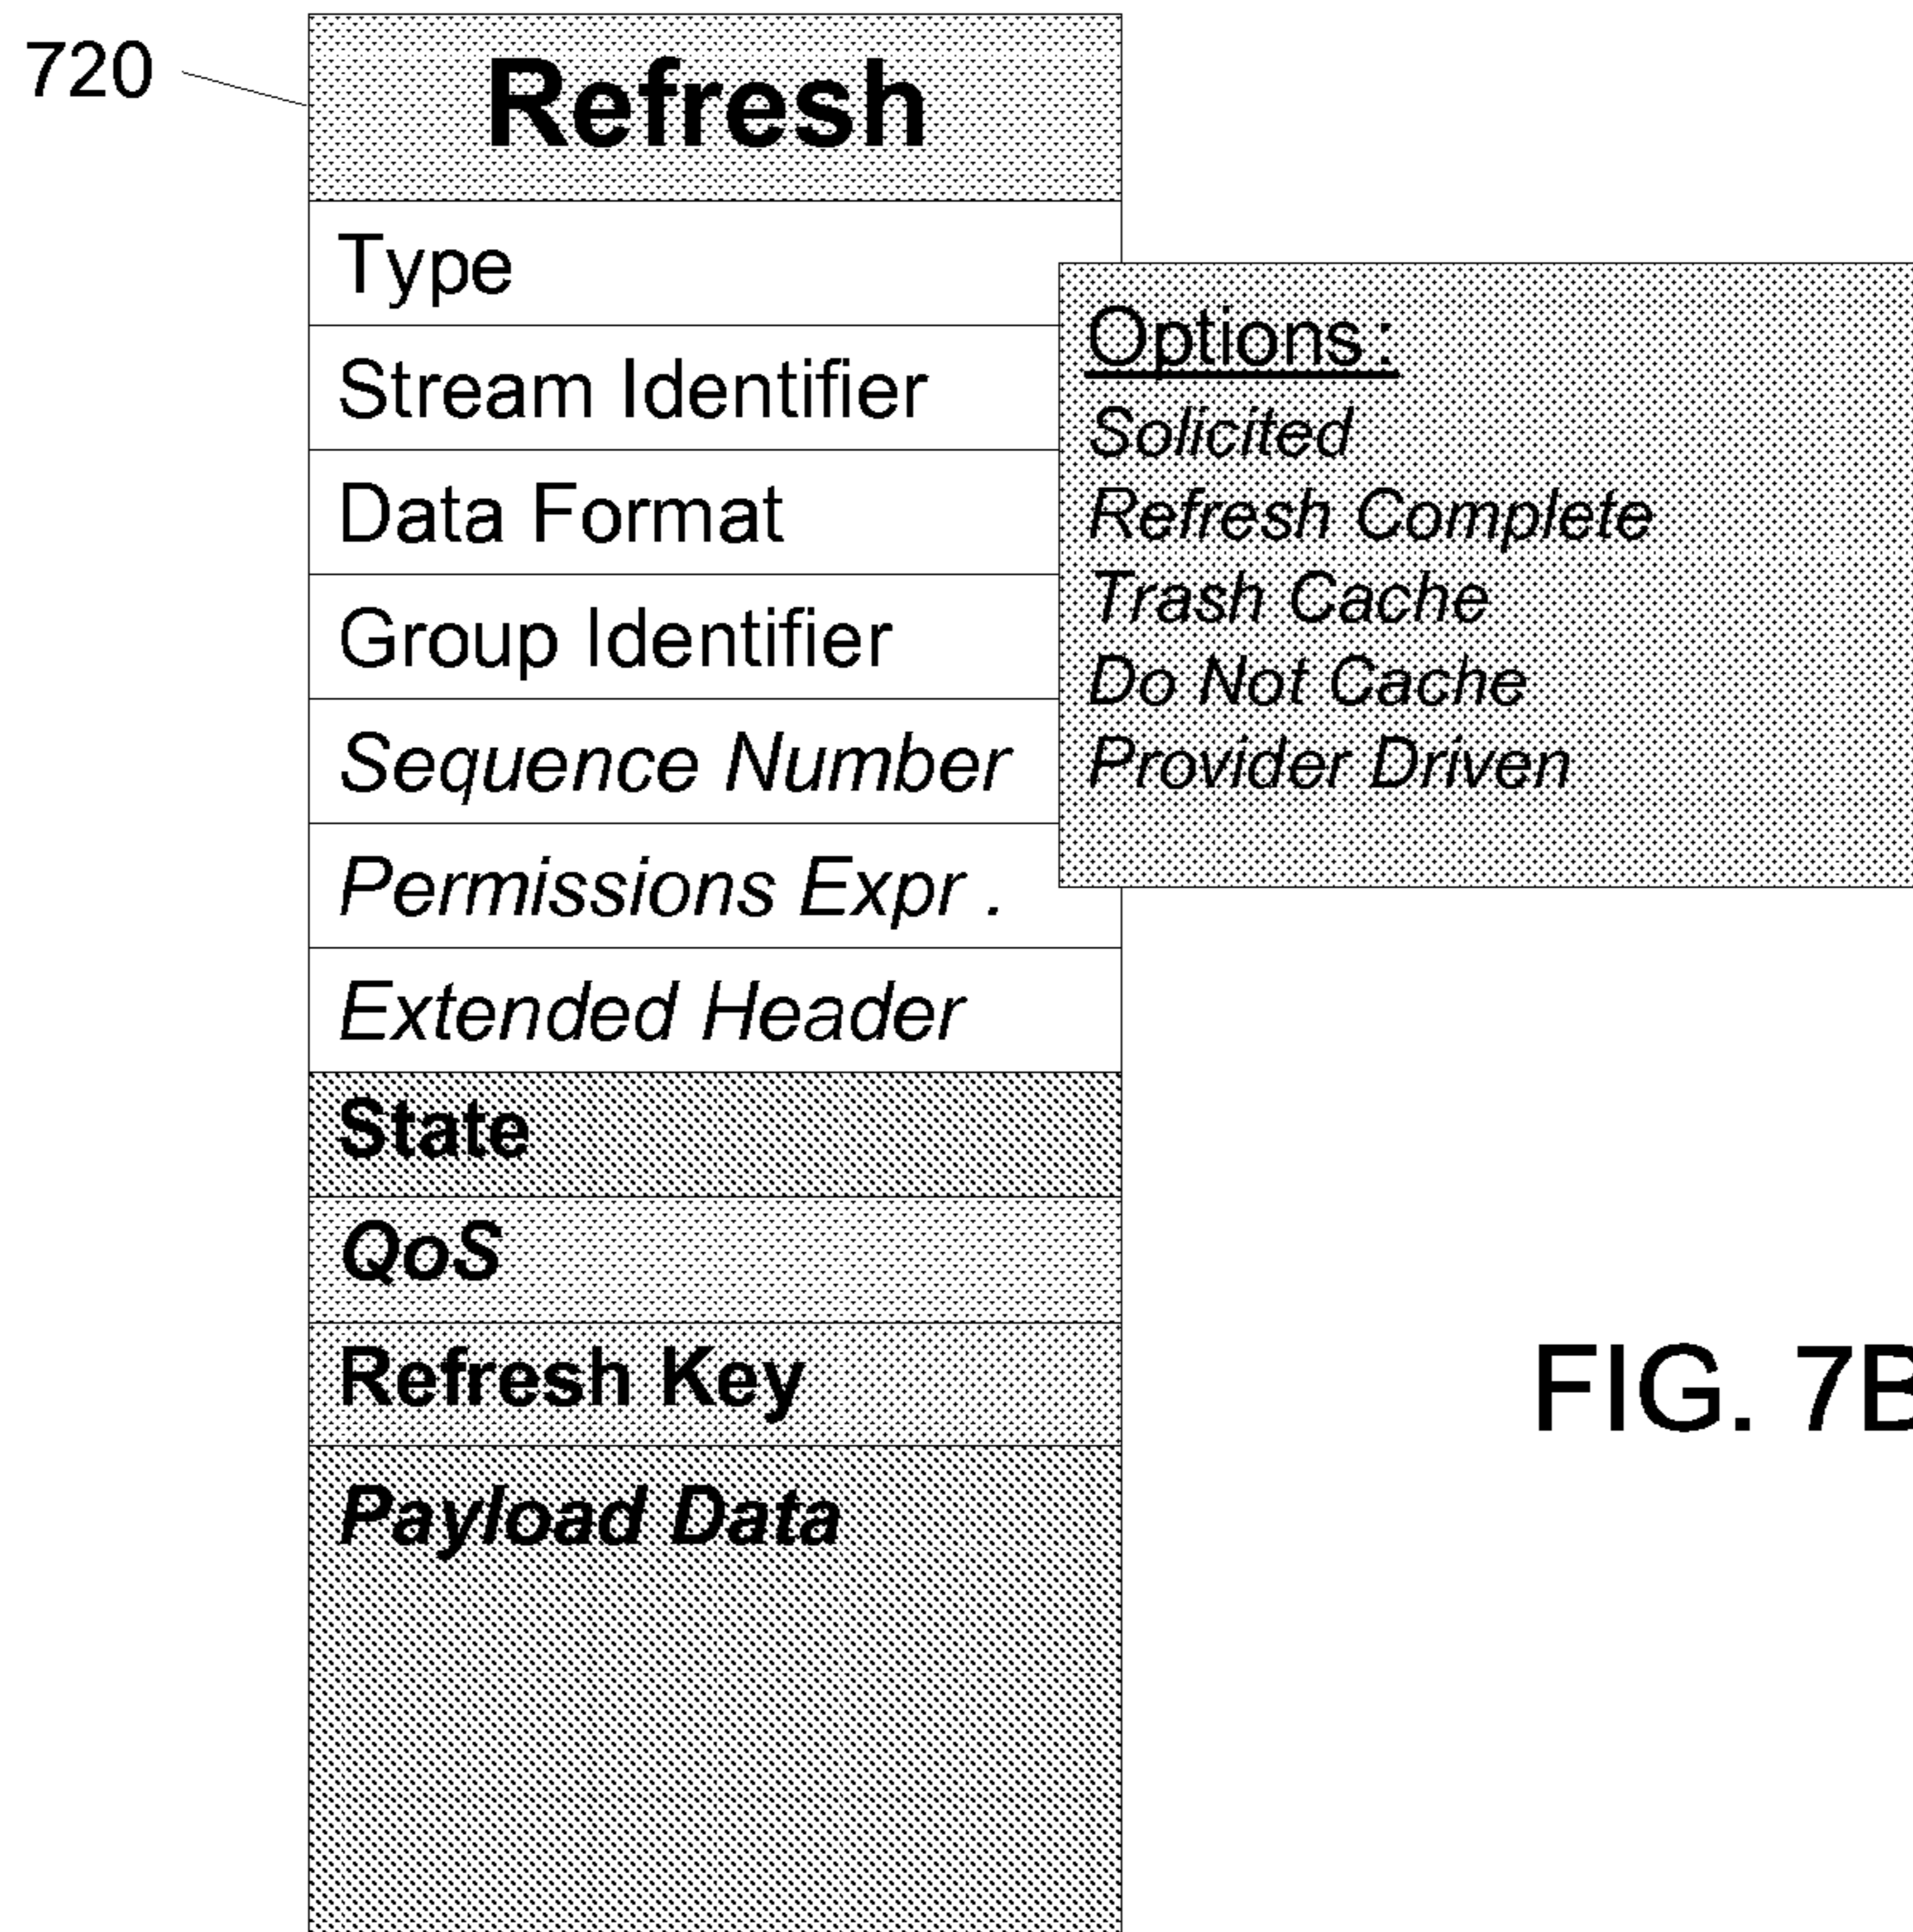 720
Refresh
Type
Stream Identifier
Data Format
Group Identifier
Sequence Number
Permissions Expr .
Extended Header
State
QoS
Refresh Key
Payload Data
Options :
Solicited
Refresh Complete
Trash Cache
Do Not Cache
Provider Driven
FIG. 7B